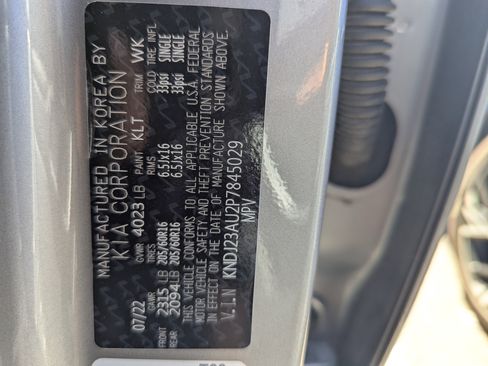 MANUFACTURED IN KOREA BY
KIA CORPORATION
07/22 GVWR 4023 LB PAINT KLT TRIM WK
GAWR TIRES RIMS COLD TIRE INFL
FRONT 2315 LB 205/60R16 6.5Jx16 33psi SINGLE
REAR 2094 LB 205/60R16 6.5Jx16 33psi SINGLE
THIS VEHICLE CONFORMS TO ALL APPLICABLE U.S.A. FEDERAL
MOTOR VEHICLE SAFETY AND THEFT PREVENTION STANDARDS
IN EFFECT ON THE DATE OF MANUFACTURE SHOWN ABOVE.
V.I.N KNDJ23AU2P7845029
MPV